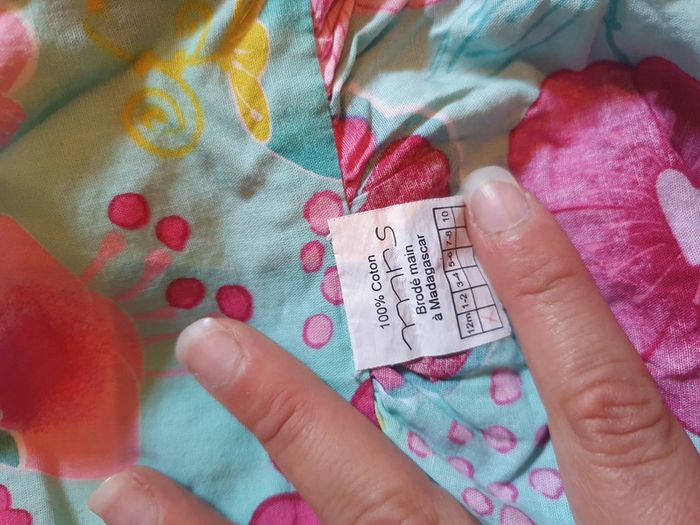 100% Coton
Brodé main
à Madagascar
12m 1-2 3-4 5-6 7-8 10